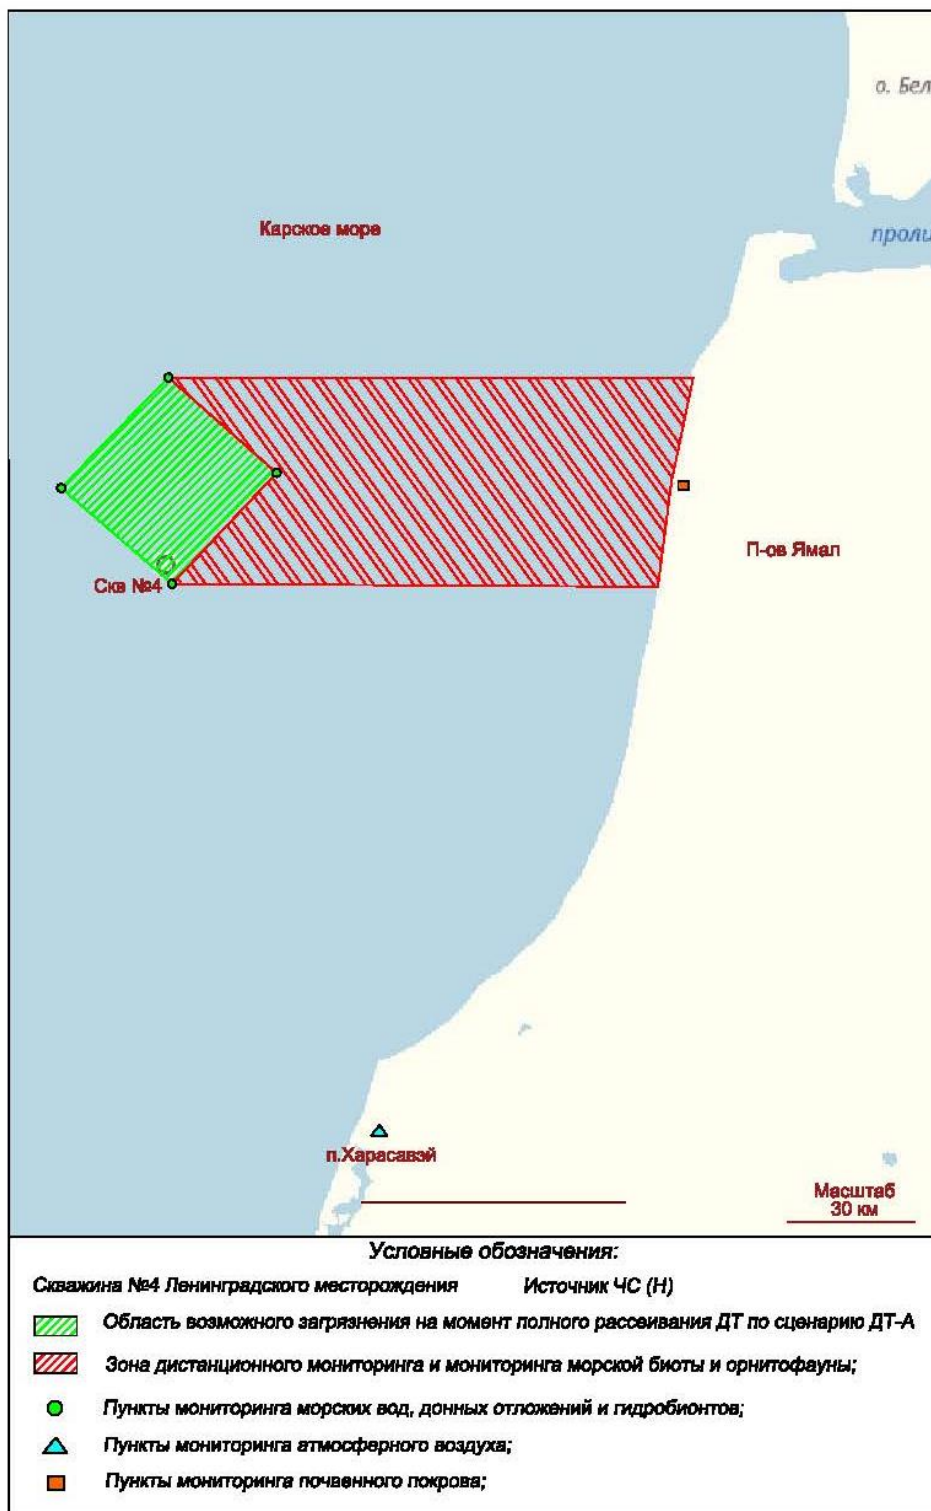 о. Бел
Карское море
проли
П-ов Ямал
Скв №4
п.Харасавэй
Масштаб
30 км
Условные обозначения:
Скважина №4 Ленинградского месторождения Источник ЧС (Н)
Область возможного загрязнения на момент полного рассеивания ДТ по сценарию ДТ-А
Зона дистанционного мониторинга и мониторинга морской биоты и орнитофауны;
Пункты мониторинга морских вод, донных отложений и гидробионтов;
Пункты мониторинга атмосферного воздуха;
Пункты мониторинга почвенного покрова;